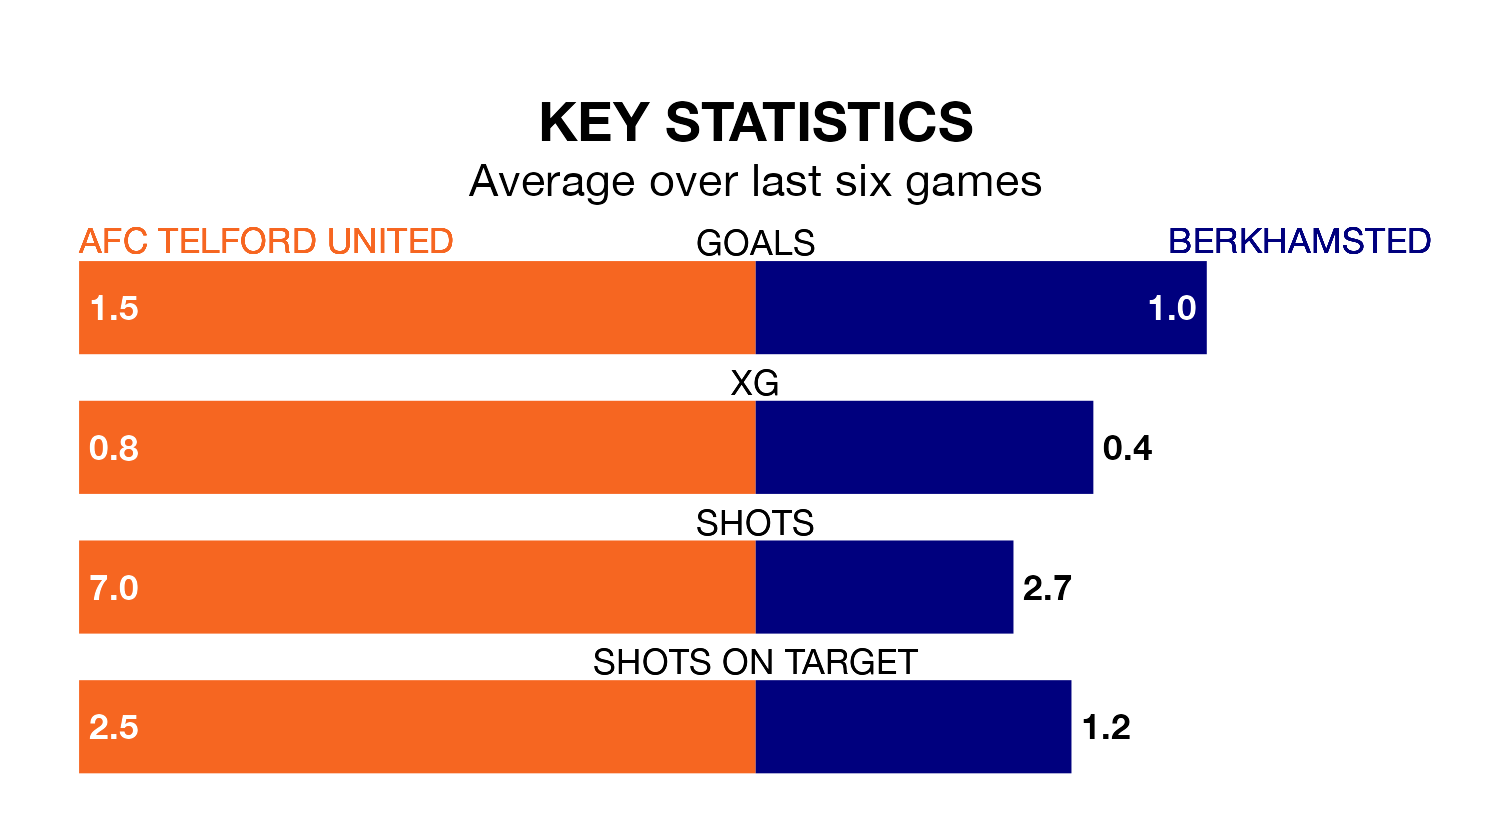 KEY STATISTICS
Average over last six games
AFC TELFORD UNITED GOALS BERKHAMSTED
1.5 1.0
XG
0.8 0.4
SHOTS
7.0 2.7
SHOTS ON TARGET
2.5 1.2